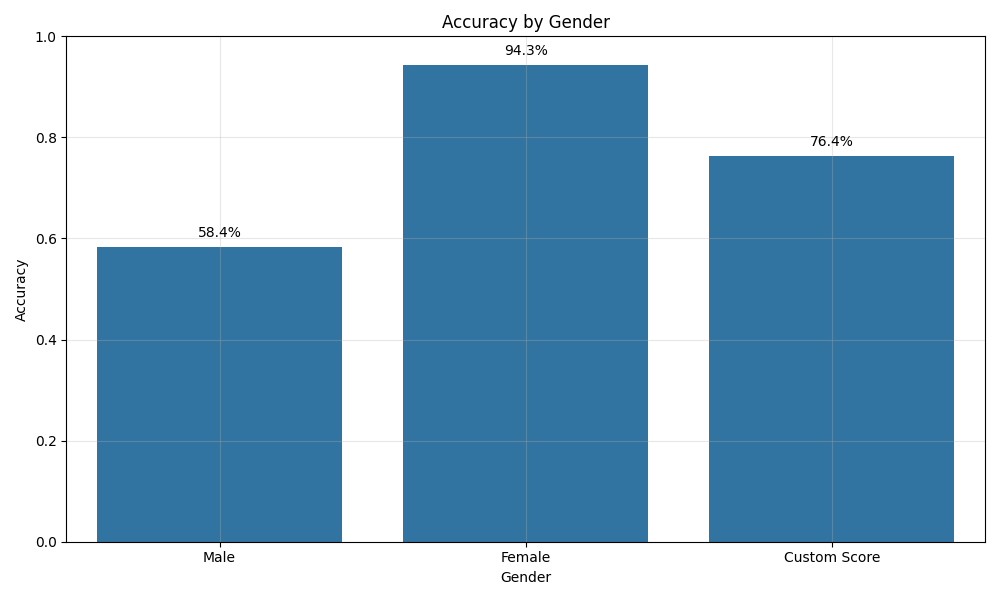 Accuracy by Gender
1.0
0.8
0.6
0.4
0.2
0.0
Accuracy
58.4%
94.3%
76.4%
Male
Female
Custom Score
Gender